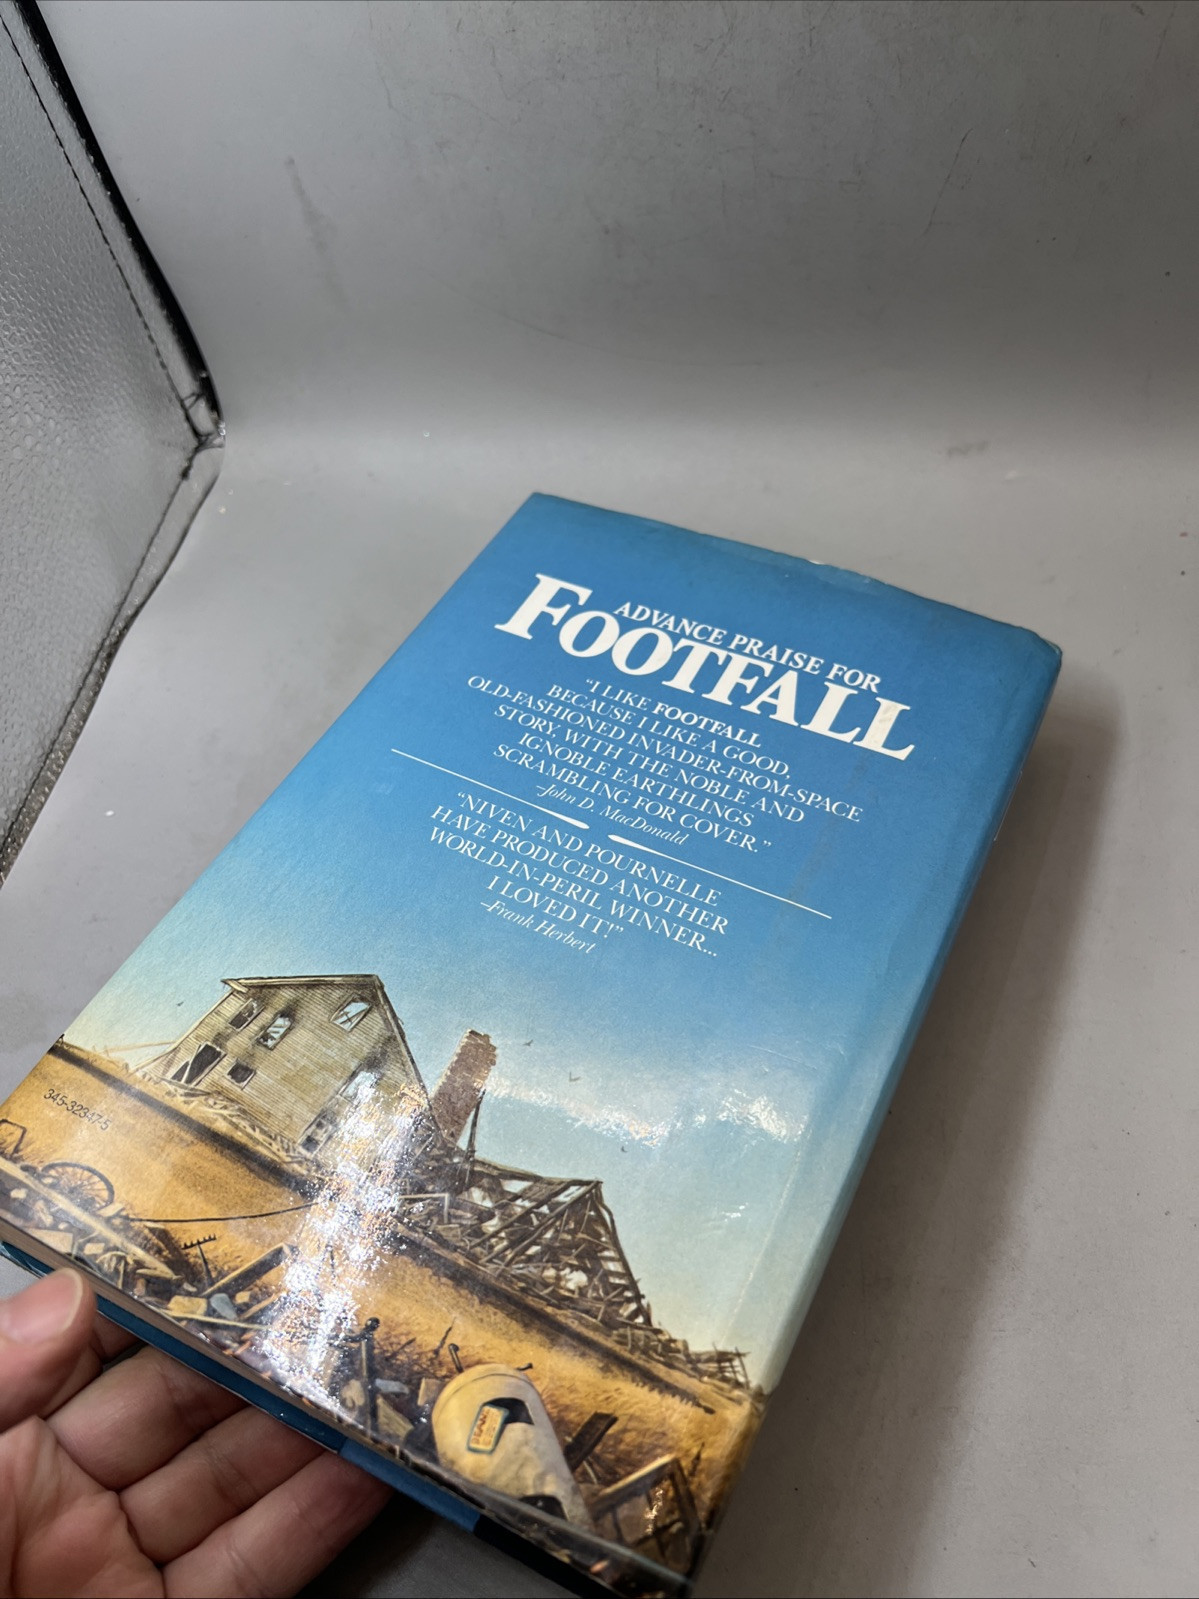 ADVANCE PRAISE FOR
FOOTFALL
"I LIKE FOOTFALL
BECAUSE I LIKE A GOOD,
OLD-FASHIONED INVADER-FROM-SPACE
STORY, WITH THE NOBLE AND
IGNOBLE EARTHLINGS
SCRAMBLING FOR COVER."
–John D. MacDonald
"NIVEN AND POURNELLE
HAVE PRODUCED ANOTHER
WORLD-IN-PERIL WINNER...
I LOVED IT!"
–Frank Herbert
345-32347-5